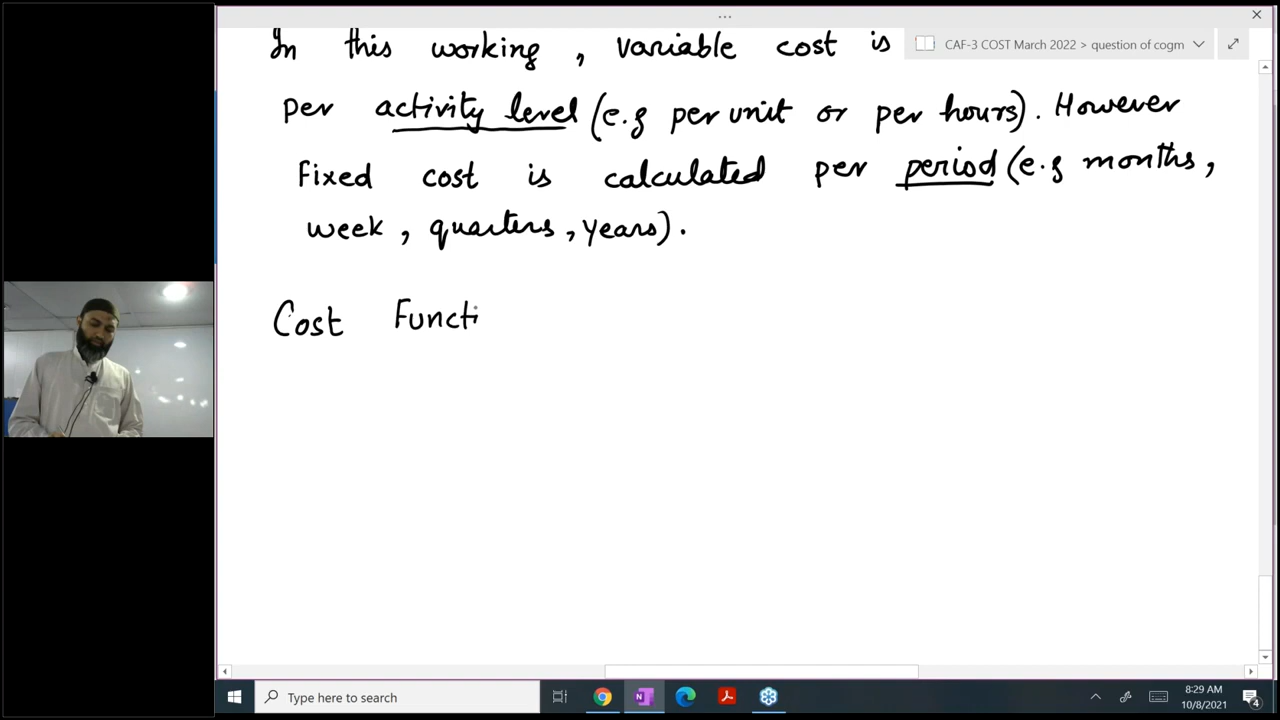 In this working, variable cost is
CAF-3 COST March 2022 > question of cogm
per activity level (e.g per unit or per hours). However
Fixed cost is calculated per period (e.g months,
week, quarters, years).
Cost Functi
Type here to search
8:29 AM
10/8/2021
4